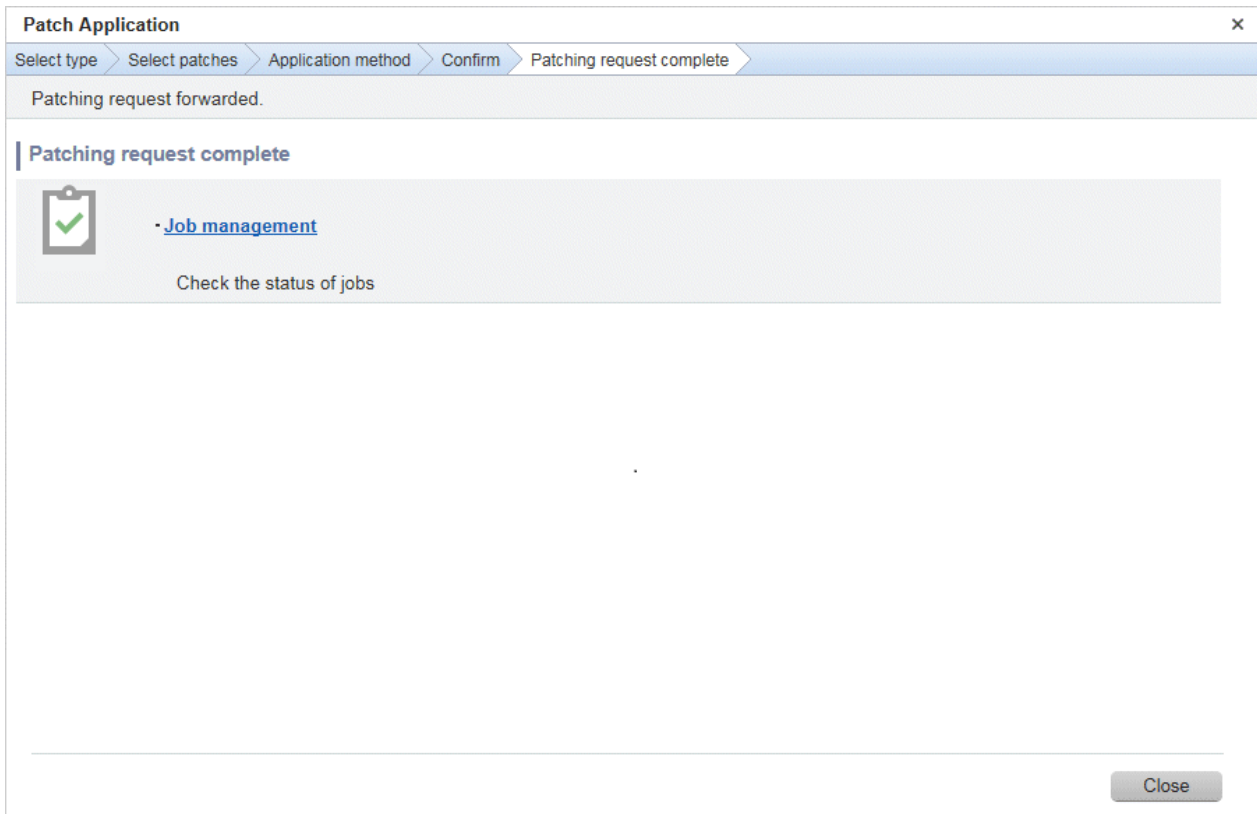 Patch Application ×
Select type Select patches Application method Confirm Patching request complete
Patching request forwarded.
Patching request complete
- Job management
Check the status of jobs
.
Close